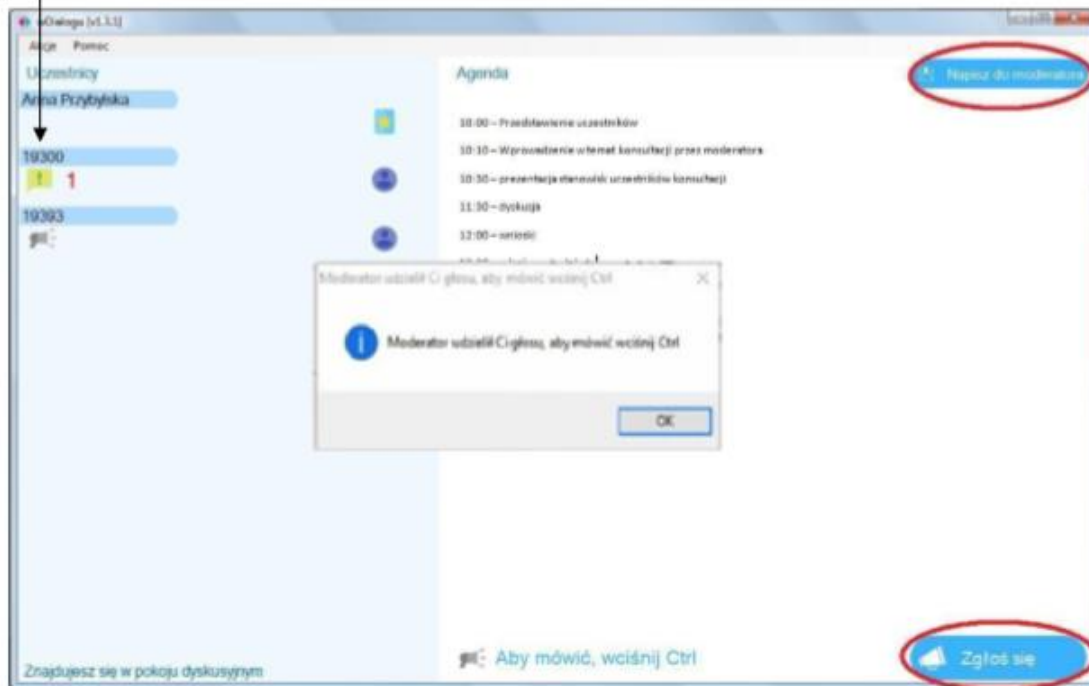 inDialogu [v1.3.1]
Akcje Pomoc
Uczestnicy
Anna Przybylska
19300
1
19393
Znajdujesz się w pokoju dyskusyjnym
Agenda
Napisz do moderatora
10:00 – Przedstawienie uczestników
10:10 – Wprowadzenie w temat konsultacji przez moderatora
10:30 – prezentacja stanowisk uczestników konsultacji
11:30 – dyskusja
12:00 – wnioski
Moderator udzielił Ci głosu, aby mówić wciśnij Ctrl
Moderator udzielił Ci głosu, aby mówić wciśnij Ctrl
OK
Aby mówić, wciśnij Ctrl
Zgłoś się